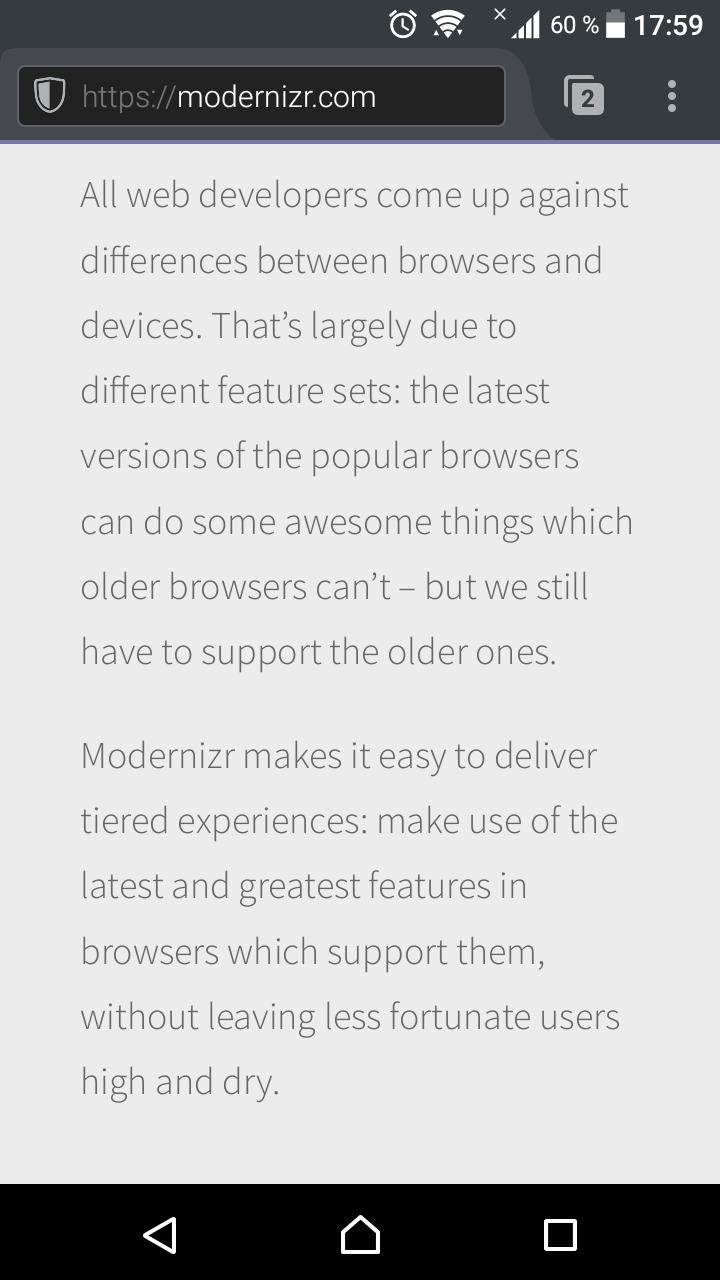 60 % 17:59
https://modernizr.com 2
All web developers come up against
differences between browsers and
devices. That’s largely due to
different feature sets: the latest
versions of the popular browsers
can do some awesome things which
older browsers can’t – but we still
have to support the older ones.
Modernizr makes it easy to deliver
tiered experiences: make use of the
latest and greatest features in
browsers which support them,
without leaving less fortunate users
high and dry.